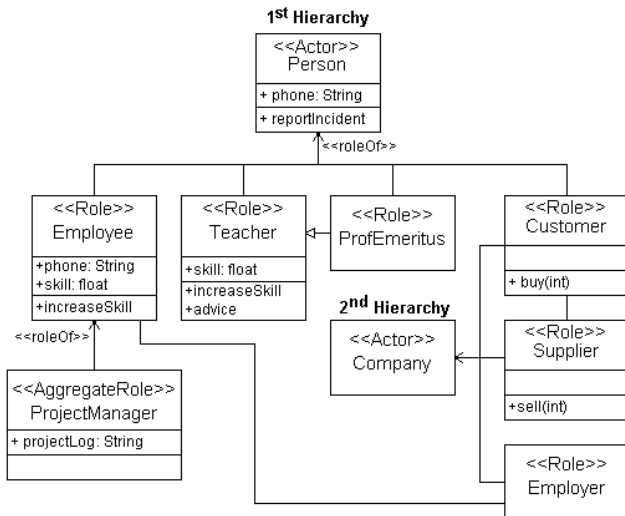 1st Hierarchy
<<Actor>>
Person
+ phone: String
+ reportIncident
<<roleOf>>
<<Role>>
Employee
+phone: String
+skill: float
+increaseSkill
<<Role>>
Teacher
+skill: float
+increaseSkill
+advice
<<Role>>
ProfEmeritus
<<Role>>
Customer
+ buy(int)
2nd Hierarchy
<<Actor>>
Company
<<Role>>
Supplier
+sell(int)
<<roleOf>>
<<AggregateRole>>
ProjectManager
+ projectLog: String
<<Role>>
Employer